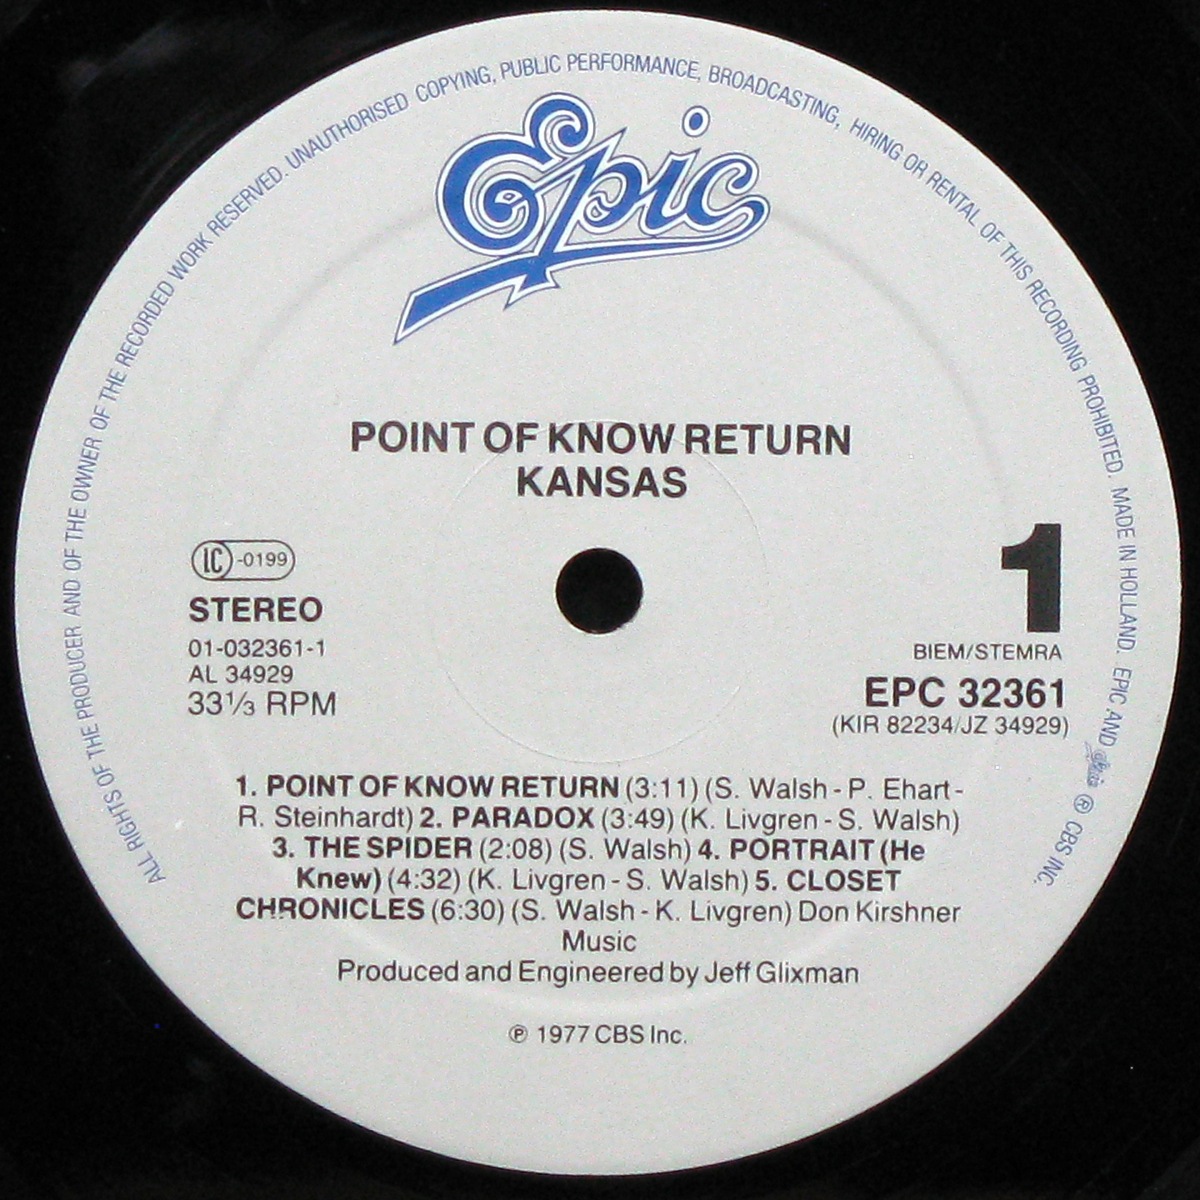 ALL RIGHTS OF THE PRODUCER AND OF THE OWNER OF THE RECORDED WORK RESERVED. UNAUTHORISED COPYING, PUBLIC PERFORMANCE, BROADCASTING, HIRING OR RENTAL OF THIS RECORDING PROHIBITED. MADE IN HOLLAND. EPIC AND Epic ® CBS INC.
Epic
POINT OF KNOW RETURN
KANSAS
LC -0199
STEREO
01-032361-1
AL 34929
33 1/3 RPM
1
BIEM/STEMRA
EPC 32361
(KIR 82234/JZ 34929)
1. POINT OF KNOW RETURN (3:11) (S. Walsh - P. Ehart -
R. Steinhardt) 2. PARADOX (3:49) (K. Livgren - S. Walsh)
3. THE SPIDER (2:08) (S. Walsh) 4. PORTRAIT (He
Knew) (4:32) (K. Livgren - S. Walsh) 5. CLOSET
CHRONICLES (6:30) (S. Walsh - K. Livgren) Don Kirshner
Music
Produced and Engineered by Jeff Glixman
℗ 1977 CBS Inc.